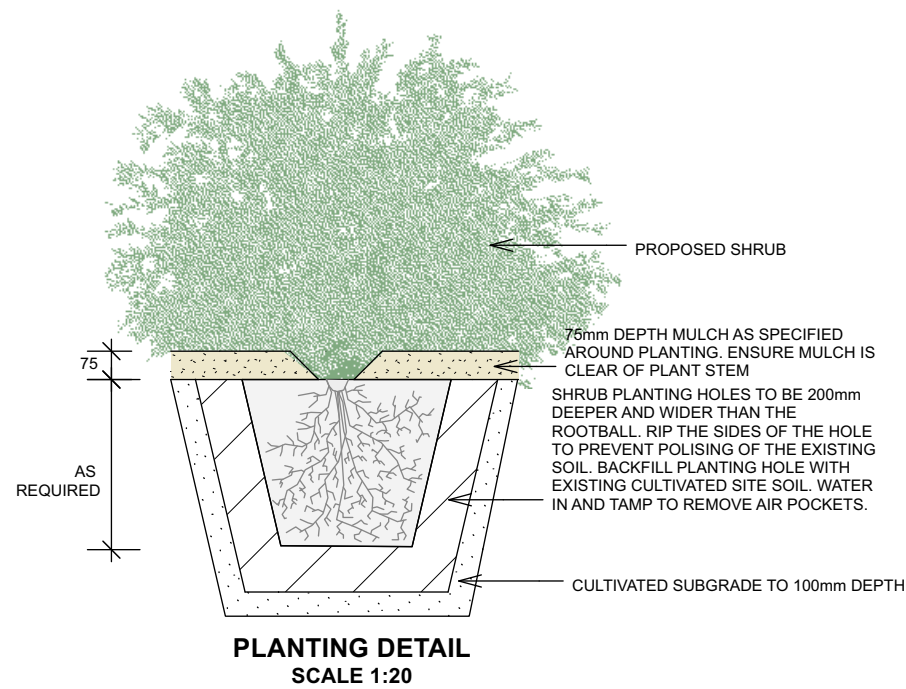 PROPOSED SHRUB
75mm DEPTH MULCH AS SPECIFIED
AROUND PLANTING. ENSURE MULCH IS
CLEAR OF PLANT STEM
75
SHRUB PLANTING HOLES TO BE 200mm
DEEPER AND WIDER THAN THE
ROOTBALL. RIP THE SIDES OF THE HOLE
TO PREVENT POLISING OF THE EXISTING
SOIL. BACKFILL PLANTING HOLE WITH
EXISTING CULTIVATED SITE SOIL. WATER
IN AND TAMP TO REMOVE AIR POCKETS.
AS
REQUIRED
CULTIVATED SUBGRADE TO 100mm DEPTH
PLANTING DETAIL
SCALE 1:20